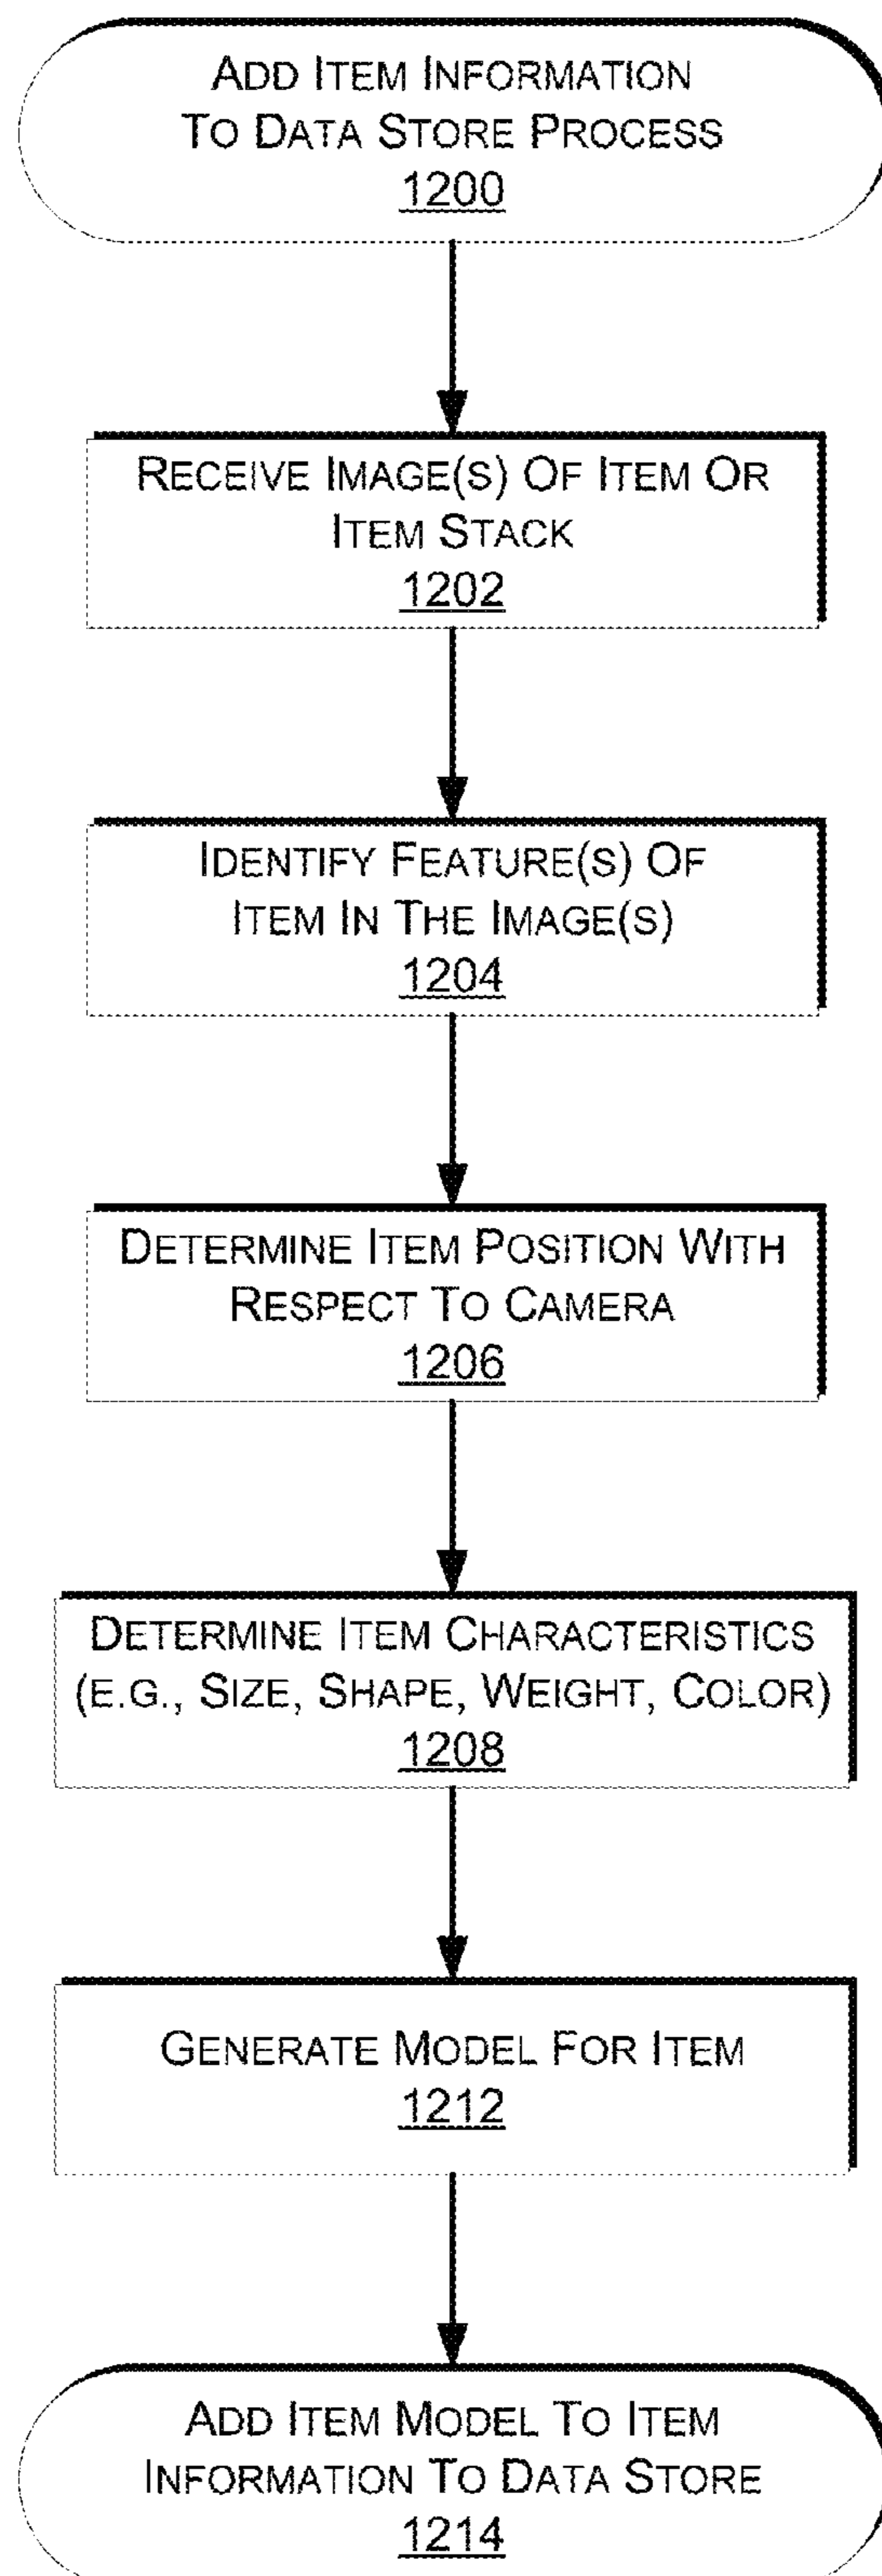 ADD ITEM INFORMATION
TO DATA STORE PROCESS
1200
RECEIVE IMAGE(S) OF ITEM OR
ITEM STACK
1202
IDENTIFY FEATURE(S) OF
ITEM IN THE IMAGE(S)
1204
DETERMINE ITEM POSITION WITH
RESPECT TO CAMERA
1206
DETERMINE ITEM CHARACTERISTICS
(E.G., SIZE, SHAPE, WEIGHT, COLOR)
1208
GENERATE MODEL FOR ITEM
1212
ADD ITEM MODEL TO ITEM
INFORMATION TO DATA STORE
1214